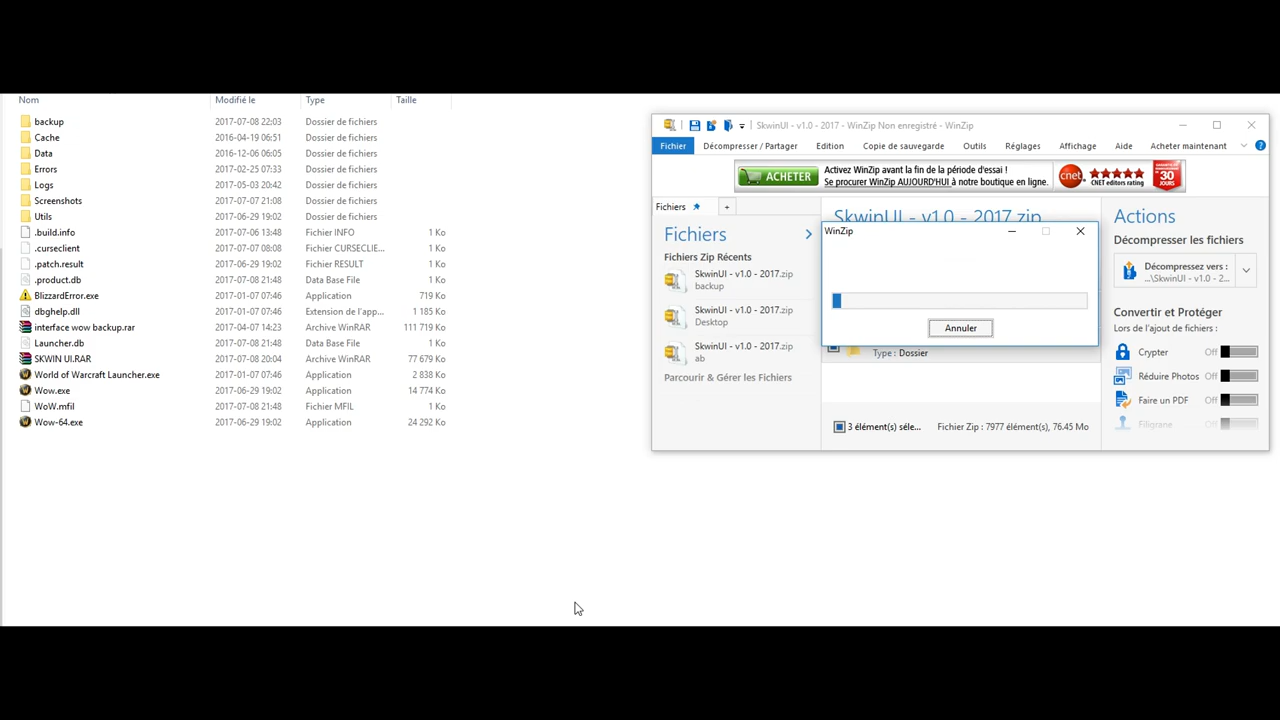 Nom Modifié le Type Taille
backup 2017-07-08 22:03 Dossier de fichiers
Cache 2016-04-19 06:51 Dossier de fichiers
Data 2016-12-06 06:05 Dossier de fichiers
Errors 2017-02-25 07:33 Dossier de fichiers
Logs 2017-05-03 20:42 Dossier de fichiers
Screenshots 2017-07-07 21:08 Dossier de fichiers
Utils 2017-06-29 19:02 Dossier de fichiers
.build.info 2017-07-06 13:48 Fichier INFO 1 Ko
.curseclient 2017-07-07 08:08 Fichier CURSECLIE... 1 Ko
.patch.result 2017-06-29 19:02 Fichier RESULT 1 Ko
.product.db 2017-07-08 21:48 Data Base File 1 Ko
BlizzardError.exe 2017-01-07 07:46 Application 719 Ko
dbghelp.dll 2017-01-07 07:46 Extension de l'app... 1 185 Ko
interface wow backup.rar 2017-04-07 14:23 Archive WinRAR 111 719 Ko
Launcher.db 2017-07-08 21:48 Data Base File 1 Ko
SKWIN UI.RAR 2017-07-08 20:04 Archive WinRAR 77 679 Ko
World of Warcraft Launcher.exe 2017-01-07 07:46 Application 2 838 Ko
Wow.exe 2017-06-29 19:02 Application 14 774 Ko
WoW.mfil 2017-07-08 21:48 Fichier MFIL 1 Ko
Wow-64.exe 2017-06-29 19:02 Application 24 292 Ko
SkwinUI - v1.0 - 2017 - WinZip Non enregistré - WinZip
Fichier Décompresser / Partager Edition Copie de sauvegarde Outils Réglages Affichage Aide Acheter maintenant
ACHETER
Activez WinZip avant la fin de la période d'essai !
Se procurer WinZip AUJOURD'HUI à notre boutique en ligne.
cnet
CNET editors rating
30
JOURS
Fichiers
Fichiers
Fichiers Zip Récents
SkwinUI - v1.0 - 2017.zip
backup
SkwinUI - v1.0 - 2017.zip
Desktop
SkwinUI - v1.0 - 2017.zip
ab
Parcourir & Gérer les Fichiers
SkwinUI - v1.0 - 2017.zip
WinZip
Annuler
Type : Dossier
3 élément(s) séle... Fichier Zip : 7977 élément(s), 76.45 Mo
Actions
Décompresser les fichiers
Décompressez vers :
...\SkwinUI - v1.0 - 2...
Convertir et Protéger
Lors de l'ajout de fichiers :
Crypter Off
Réduire Photos Off
Faire un PDF Off
Filigrane Off